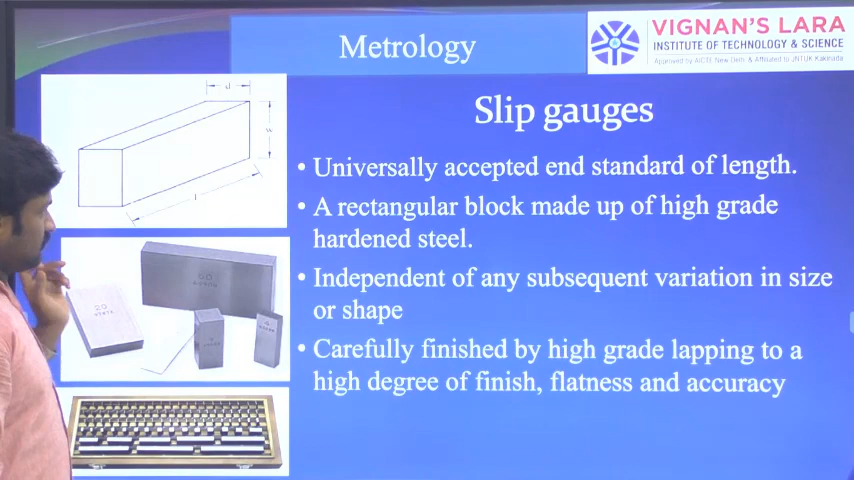 Metrology
VIGNAN'S LARA
INSTITUTE OF TECHNOLOGY & SCIENCE
Approved by AICTE New Delhi & Affiliated to JNTUK Kakinada
Slip gauges
d
w
l
• Universally accepted end standard of length.
• A rectangular block made up of high grade
hardened steel.
• Independent of any subsequent variation in size
or shape
• Carefully finished by high grade lapping to a
high degree of finish, flatness and accuracy
20